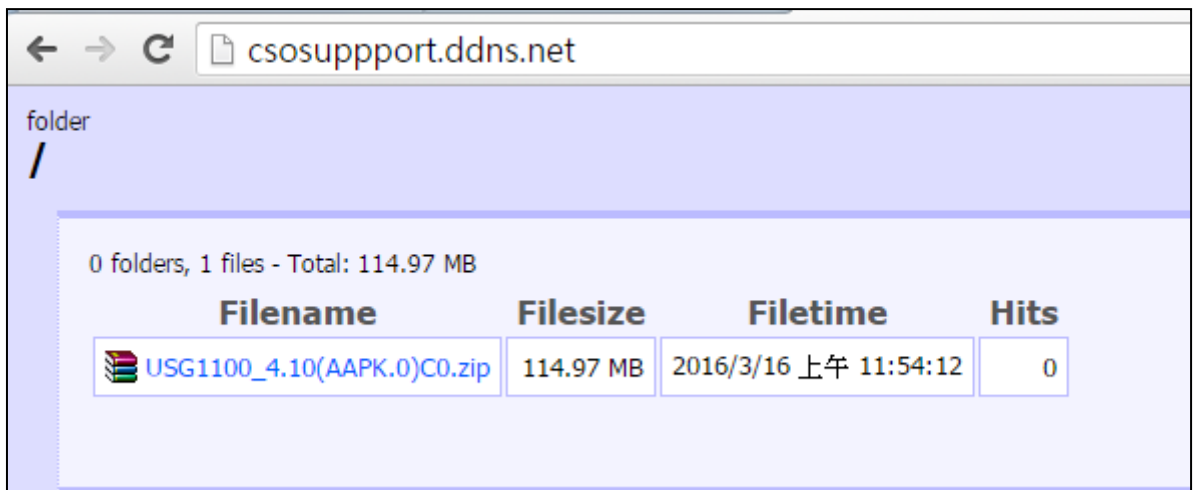 csosuppport.ddns.net
folder
/
0 folders, 1 files - Total: 114.97 MB
Filename Filesize Filetime Hits
USG1100_4.10(AAPK.0)C0.zip 114.97 MB 2016/3/16 上午 11:54:12 0